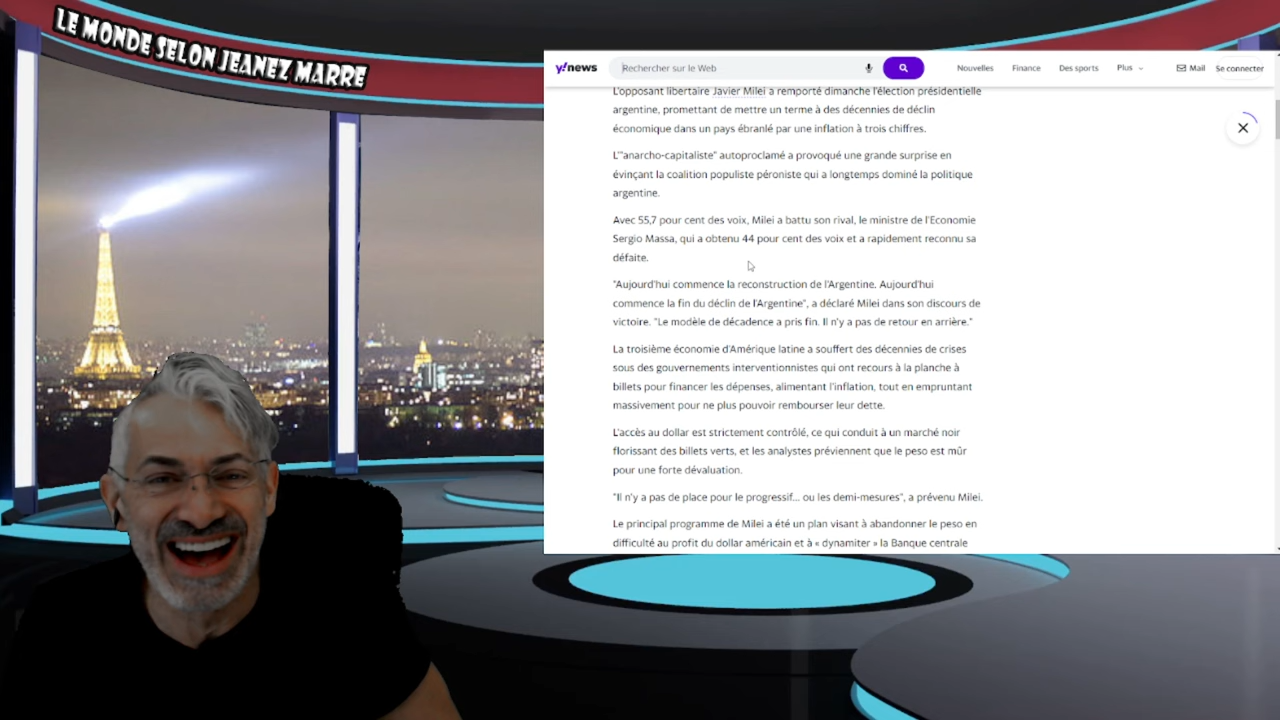 LE MONDE SELON JEANEZ MARRE
y!news
Rechercher sur le Web
Nouvelles
Finance
Des sports
Plus
Mail
Se connecter
L'opposant libertaire Javier Milei a remporté dimanche l'élection présidentielle
argentine, promettant de mettre un terme à des décennies de déclin
économique dans un pays ébranlé par une inflation à trois chiffres.
L'"anarcho-capitaliste" autoproclamé a provoqué une grande surprise en
évinçant la coalition populiste péroniste qui a longtemps dominé la politique
argentine.
Avec 55,7 pour cent des voix, Milei a battu son rival, le ministre de l'Economie
Sergio Massa, qui a obtenu 44 pour cent des voix et a rapidement reconnu sa
défaite.
"Aujourd'hui commence la reconstruction de l'Argentine. Aujourd'hui
commence la fin du déclin de l'Argentine", a déclaré Milei dans son discours de
victoire. "Le modèle de décadence a pris fin. Il n'y a pas de retour en arrière."
La troisième économie d'Amérique latine a souffert des décennies de crises
sous des gouvernements interventionnistes qui ont recours à la planche à
billets pour financer les dépenses, alimentant l'inflation, tout en empruntant
massivement pour ne plus pouvoir rembourser leur dette.
L'accès au dollar est strictement contrôlé, ce qui conduit à un marché noir
florissant des billets verts, et les analystes préviennent que le peso est mûr
pour une forte dévaluation.
"Il n'y a pas de place pour le progressif... ou les demi-mesures", a prévenu Milei.
Le principal programme de Milei a été un plan visant à abandonner le peso en
difficulté au profit du dollar américain et à « dynamiter » la Banque centrale